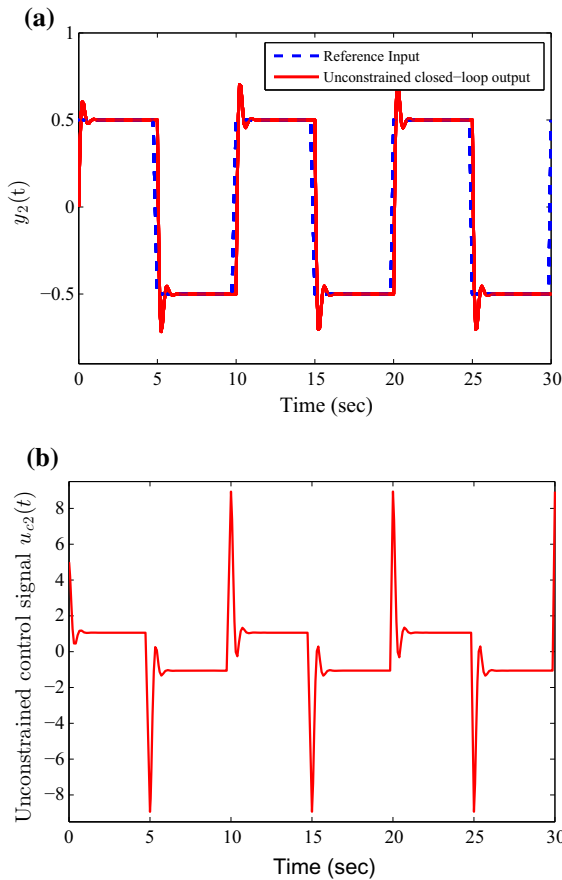 (a)
1
0.5
0
−0.5
y₂(t)
Reference Input
Unconstrained closed−loop output
0 5 10 15 20 25 30
Time (sec)
(b)
8
6
4
2
0
−2
−4
−6
−8
Unconstrained control signal u_{c2}(t)
0 5 10 15 20 25 30
Time (sec)